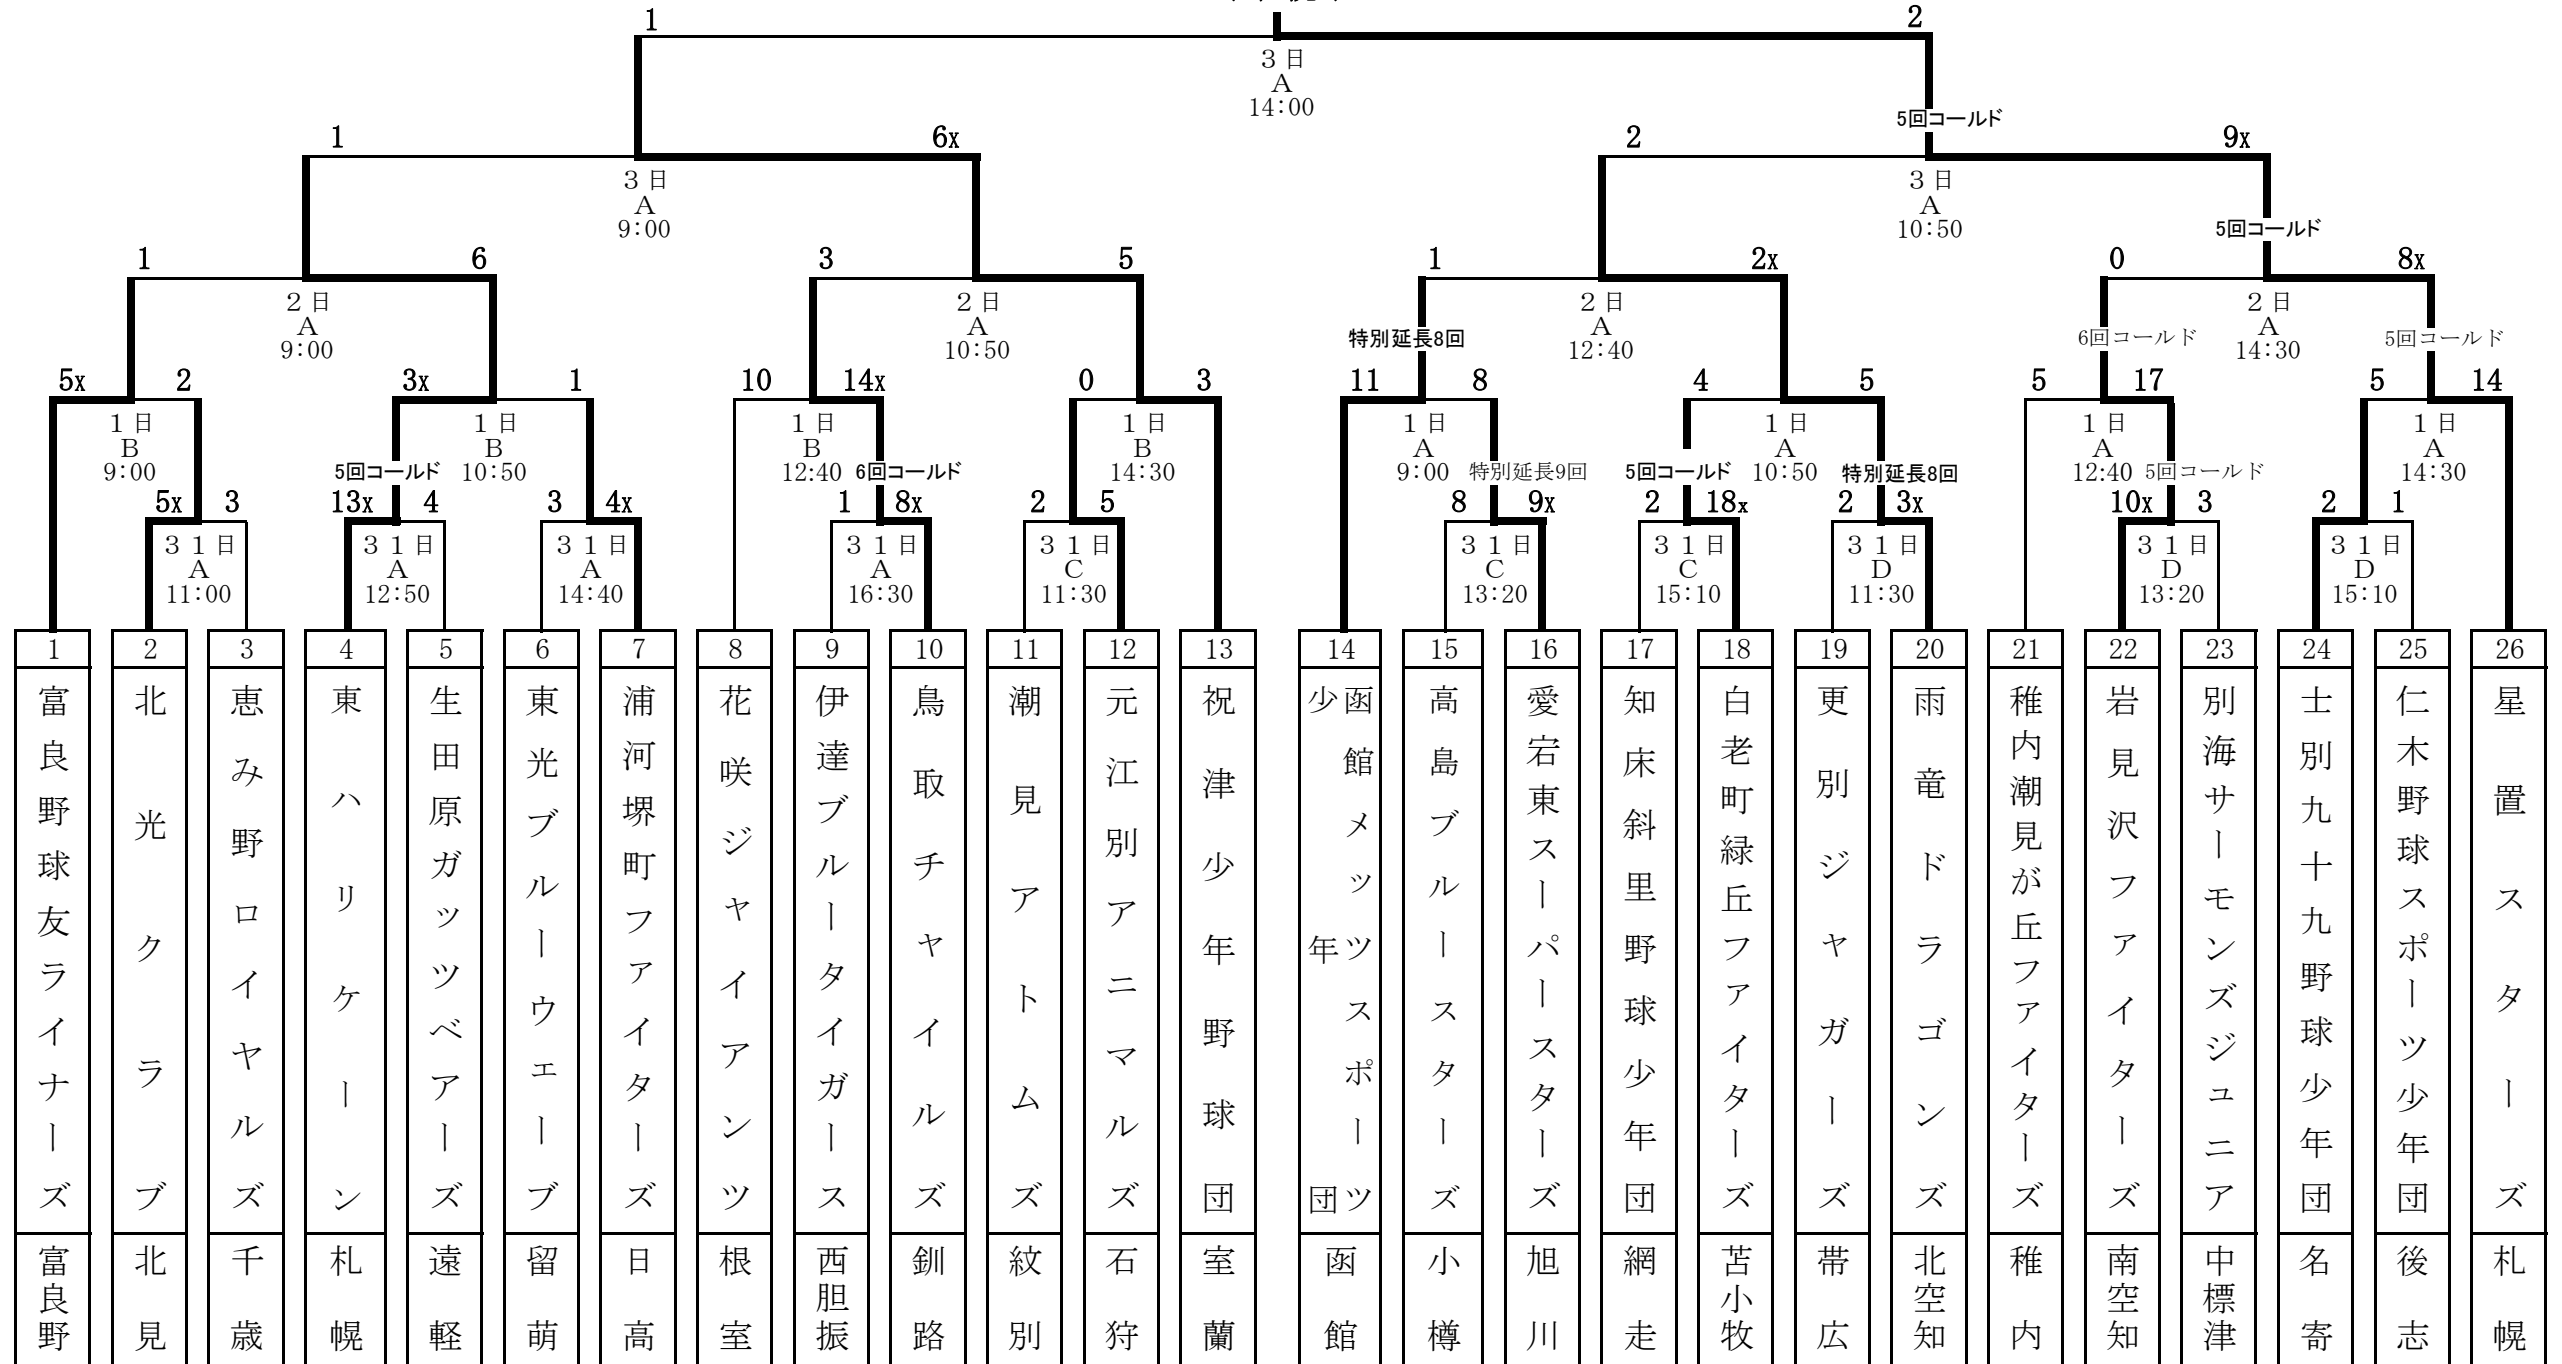 1
2
３日
A
14:00
5回コールド
1
6x
2
9x
３日
A
9:00
３日
A
10:50
5回コールド
1
6
3
5
1
2x
0
8x
２日
A
9:00
２日
A
10:50
２日
A
12:40
２日
A
14:30
特別延長8回
6回コールド
5回コールド
5x
2
3x
1
10
14x
0
3
11
8
4
5
5
17
5
14
１日
B
9:00
１日
B
10:50
１日
B
12:40
１日
B
14:30
１日
A
9:00
１日
A
10:50
１日
A
12:40
１日
A
14:30
5回コールド
6回コールド
特別延長9回
5回コールド
特別延長8回
5回コールド
5x
3
13x
4
3
4x
1
8x
2
5
8
9x
2
18x
2
3x
10x
3
2
1
３１日
A
11:00
３１日
A
12:50
３１日
A
14:40
３１日
A
16:30
３１日
C
11:30
３１日
C
13:20
３１日
C
15:10
３１日
D
11:30
３１日
D
13:20
３１日
D
15:10
1
富良野球友ライナーズ
富良野
2
北光クラブ
北見
3
恵み野ロイヤルズ
千歳
4
東ハリケーン
札幌
5
生田原ガッツベアーズ
遠軽
6
東光ブルーウェーブ
留萌
7
浦河堺町ファイターズ
日高
8
花咲ジャイアンツ
根室
9
伊達ブルータイガース
西胆振
10
鳥取チャイルズ
釧路
11
潮見アトムズ
紋別
12
元江別アニマルズ
石狩
13
祝津少年野球団
室蘭
14
函館メッツスポーツ
少年団
函館
15
高島ブルースターズ
小樽
16
愛宕東スーパースターズ
旭川
17
知床斜里野球少年団
網走
18
白老町緑丘ファイターズ
苫小牧
19
更別ジャガーズ
帯広
20
雨竜ドラゴンズ
北空知
21
稚内潮見が丘ファイターズ
稚内
22
岩見沢ファイターズ
南空知
23
別海サーモンズジュニア
中標津
24
士別九十九野球少年団
名寄
25
仁木野球スポーツ少年団
後志
26
星置スターズ
札幌